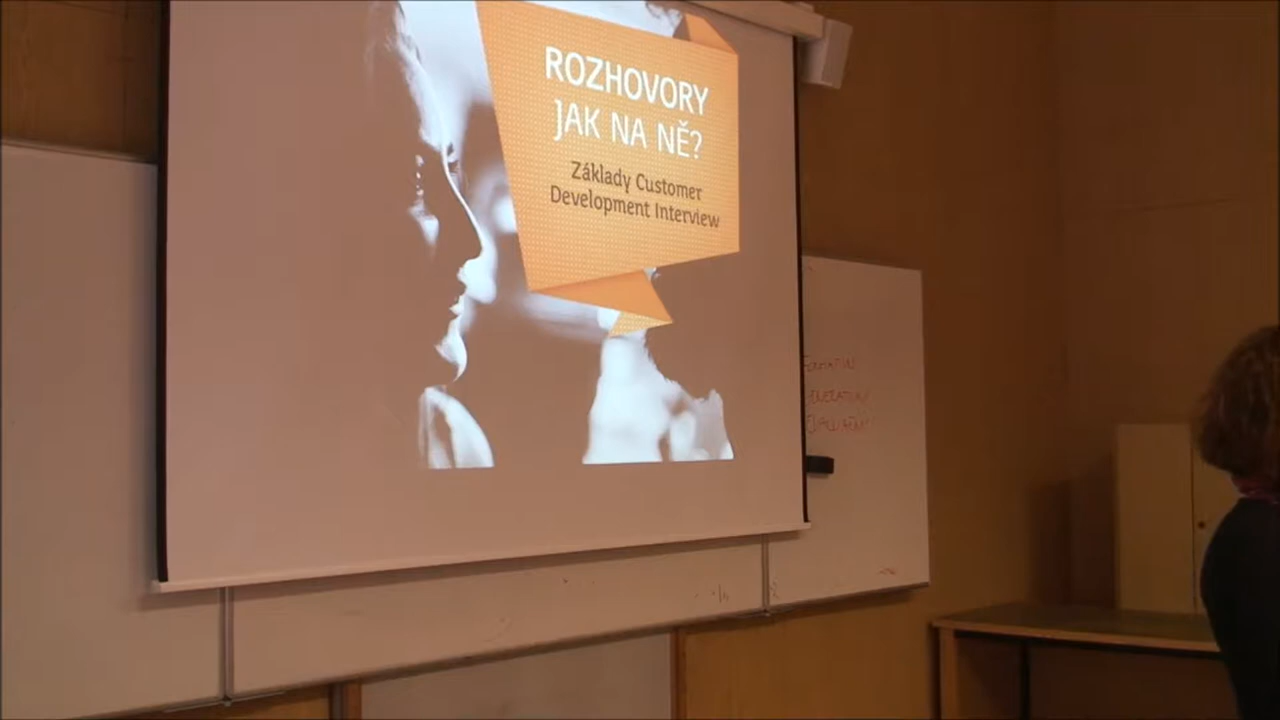 ROZHOVORY
JAK NA NĚ?
Základy Customer
Development Interview